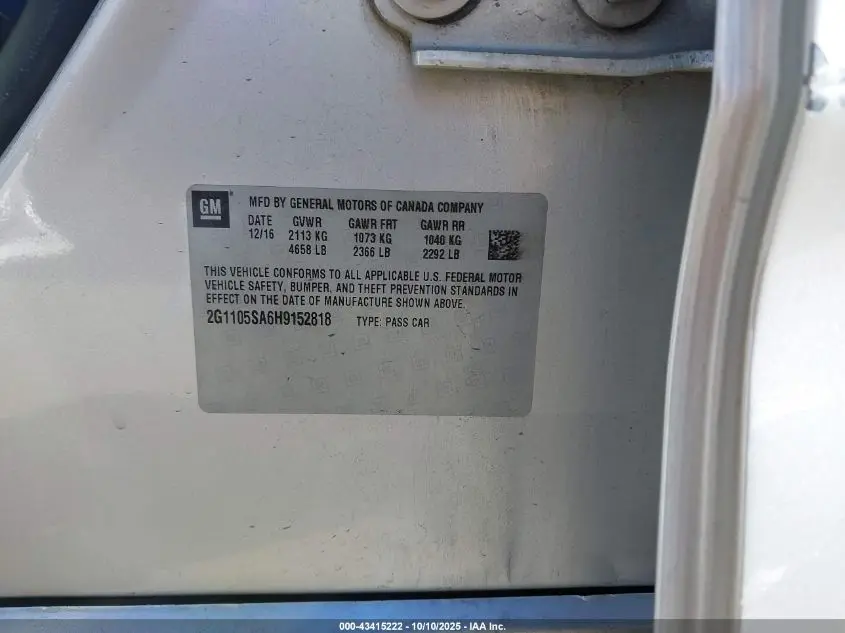 GM
MFD BY GENERAL MOTORS OF CANADA COMPANY
DATE GVWR GAWR FRT GAWR RR
12/16 2113 KG 1073 KG 1040 KG
4658 LB 2366 LB 2292 LB
THIS VEHICLE CONFORMS TO ALL APPLICABLE U.S. FEDERAL MOTOR
VEHICLE SAFETY, BUMPER, AND THEFT PREVENTION STANDARDS IN
EFFECT ON THE DATE OF MANUFACTURE SHOWN ABOVE.
2G1105SA6H9152818 TYPE: PASS CAR
000-43415222 - 10/10/2025 - IAA Inc.